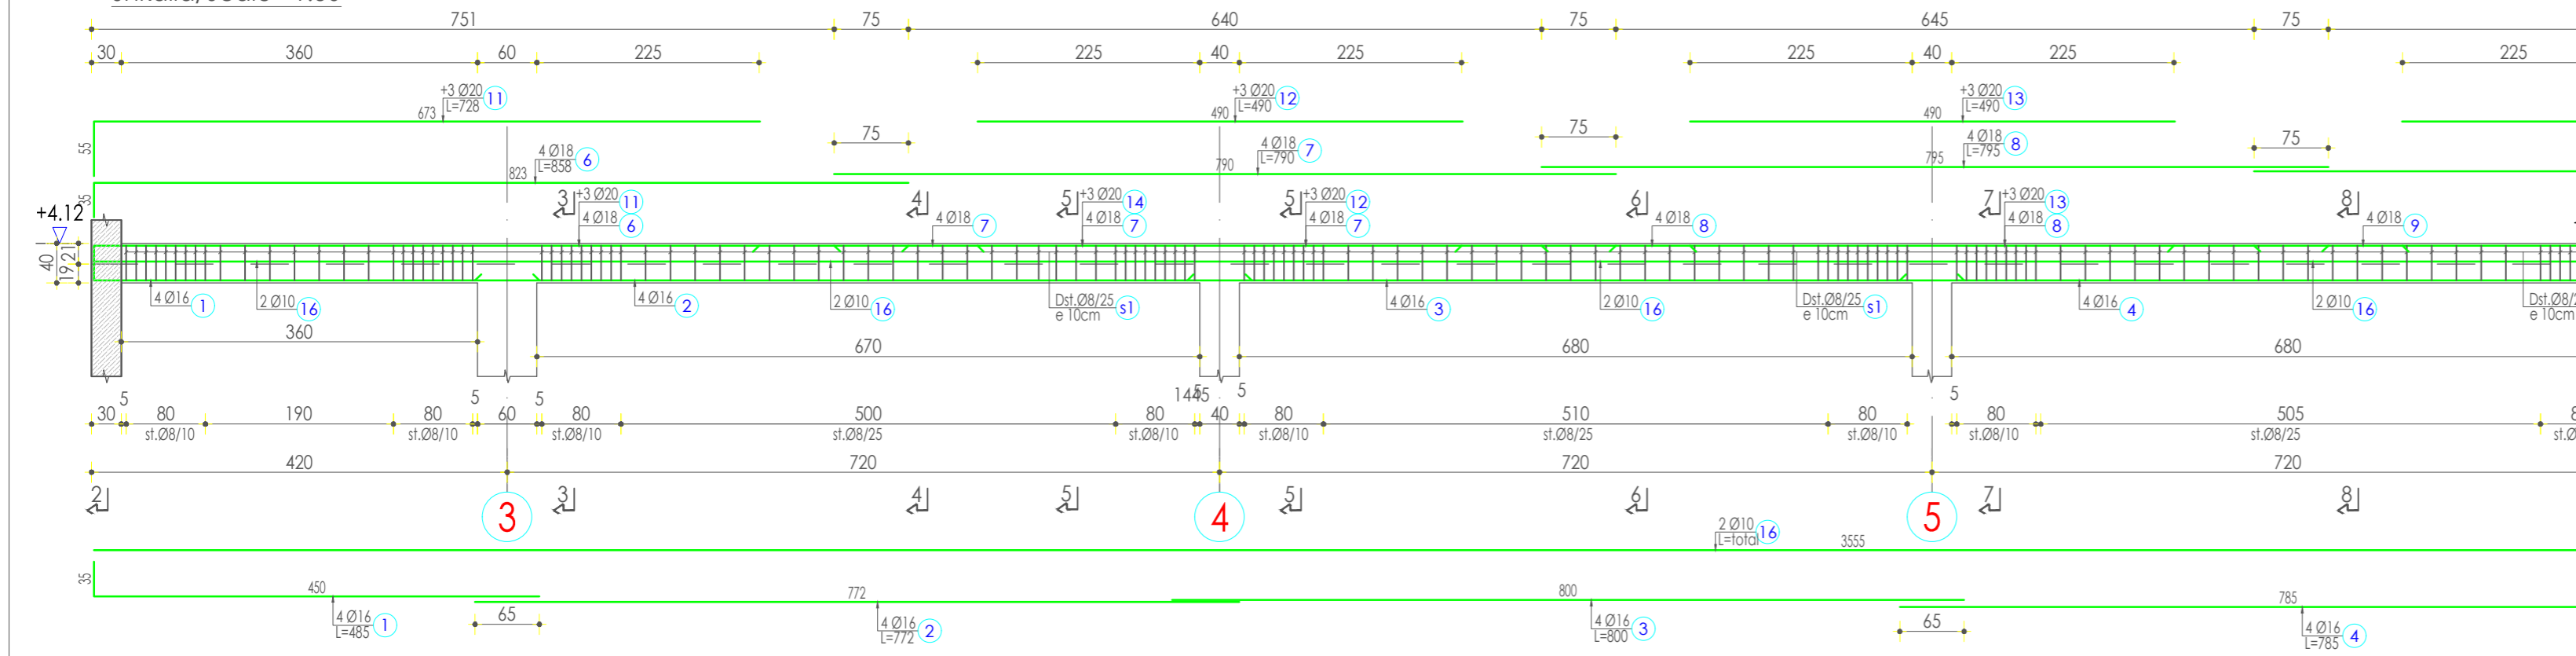 751 75 640 75 645 75
30 360 60 225 225 40 225 225 40 225 225
+3 Ø20 11 +3 Ø20 12 +3 Ø20 13
L=728 L=490 L=490
673 490 490
75 75 75
55
4 Ø18 6 4 Ø18 7 4 Ø18 8
L=858 L=790 L=795
823 790 795
35
3 +3 Ø20 11 4 5 +3 Ø20 14 5 +3 Ø20 12 6 7 +3 Ø20 13 8
+4.12
4 Ø18 6 4 Ø18 7 4 Ø18 7 4 Ø18 7 4 Ø18 8 4 Ø18 8 4 Ø18 9
40 19,21
4 Ø16 1 2 Ø10 16 4 Ø16 2 2 Ø10 16 Dst.Ø8/25 s1 4 Ø16 3 2 Ø10 16 Dst.Ø8/25 s1 4 Ø16 4 2 Ø10 16
e 10cm e 10cm e 10cm
360 670 680 680
5 5 5 1445 5 5 5
30 80 190 80 60 80 500 80 40 80 510 80 80 505
st.Ø8/10 st.Ø8/10 st.Ø8/10 st.Ø8/25 st.Ø8/10 st.Ø8/10 st.Ø8/25 st.Ø8/10 st.Ø8/10 st.Ø8/25
420 720 720 720
2 3 4 5 5 6 7 8
3 4 5
2 Ø10 16
L=total
3555
35
450 772 800 785
4 Ø16 1 65 4 Ø16 2 4 Ø16 3 65 4 Ø16 4
L=485 L=772 L=800 L=785